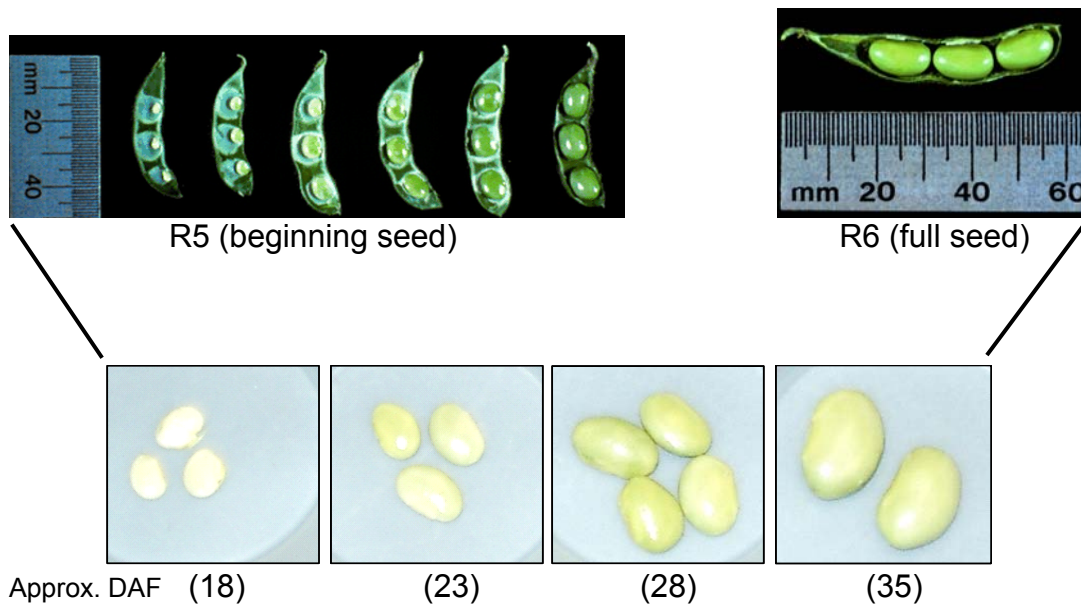 mm
20
40
R5 (beginning seed)
mm 20 40 60
R6 (full seed)
Approx. DAF (18) (23) (28) (35)